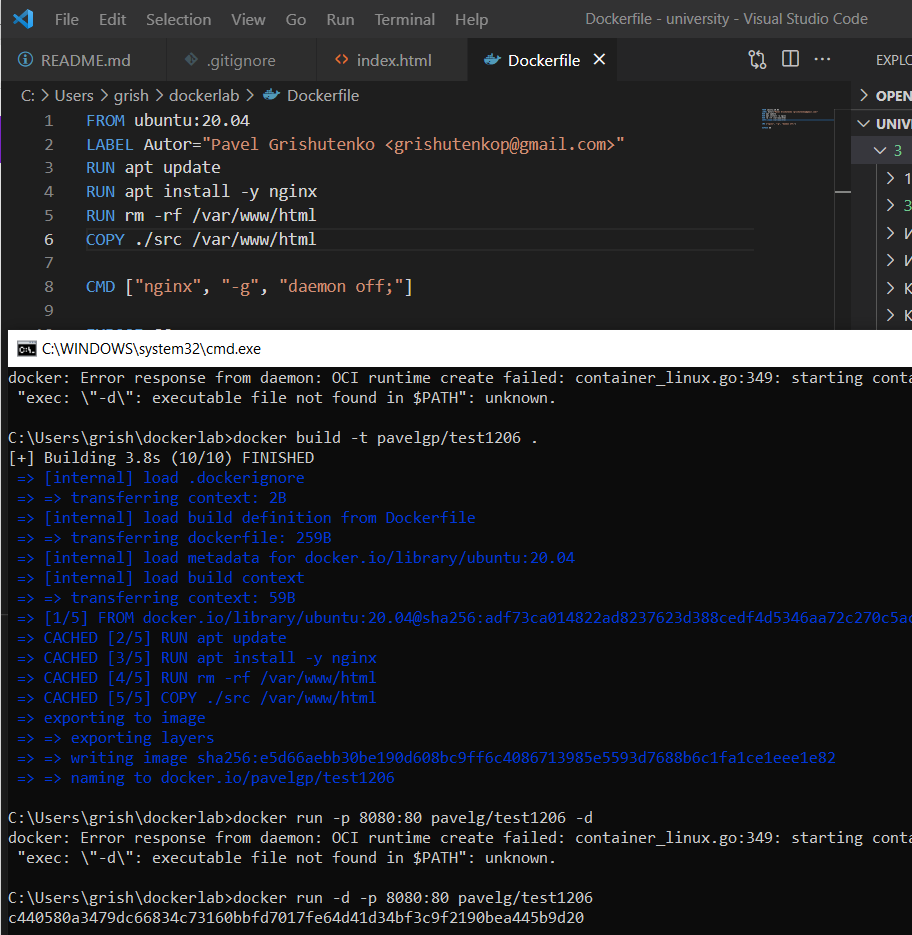 File Edit Selection View Go Run Terminal Help Dockerfile - university - Visual Studio Code
README.md .gitignore index.html Dockerfile EXPLO
C: > Users > grish > dockerlab > Dockerfile OPEN
1 FROM ubuntu:20.04 UNIV
2 LABEL Autor="Pavel Grishutenko <grishutenkop@gmail.com>" 3
3 RUN apt update 1
4 RUN apt install -y nginx 3
5 RUN rm -rf /var/www/html
6 COPY ./src /var/www/html И
7 И
8 CMD ["nginx", "-g", "daemon off;"] К
9 К
C:\WINDOWS\system32\cmd.exe
docker: Error response from daemon: OCI runtime create failed: container_linux.go:349: starting conta
"exec: \"-d\": executable file not found in $PATH": unknown.
C:\Users\grish\dockerlab>docker build -t pavelgp/test1206 .
[+] Building 3.8s (10/10) FINISHED
=> [internal] load .dockerignore
=> => transferring context: 2B
=> [internal] load build definition from Dockerfile
=> => transferring dockerfile: 259B
=> [internal] load metadata for docker.io/library/ubuntu:20.04
=> [internal] load build context
=> => transferring context: 59B
=> [1/5] FROM docker.io/library/ubuntu:20.04@sha256:adf73ca014822ad8237623d388cedf4d5346aa72c270c5ac
=> CACHED [2/5] RUN apt update
=> CACHED [3/5] RUN apt install -y nginx
=> CACHED [4/5] RUN rm -rf /var/www/html
=> CACHED [5/5] COPY ./src /var/www/html
=> exporting to image
=> => exporting layers
=> => writing image sha256:e5d66aebb30be190d608bc9ff6c4086713985e5593d7688b6c1fa1ce1eee1e82
=> => naming to docker.io/pavelgp/test1206
C:\Users\grish\dockerlab>docker run -p 8080:80 pavelg/test1206 -d
docker: Error response from daemon: OCI runtime create failed: container_linux.go:349: starting conta
"exec: \"-d\": executable file not found in $PATH": unknown.
C:\Users\grish\dockerlab>docker run -d -p 8080:80 pavelg/test1206
c440580a3479dc66834c73160bbfd7017fe64d41d34bf3c9f2190bea445b9d20